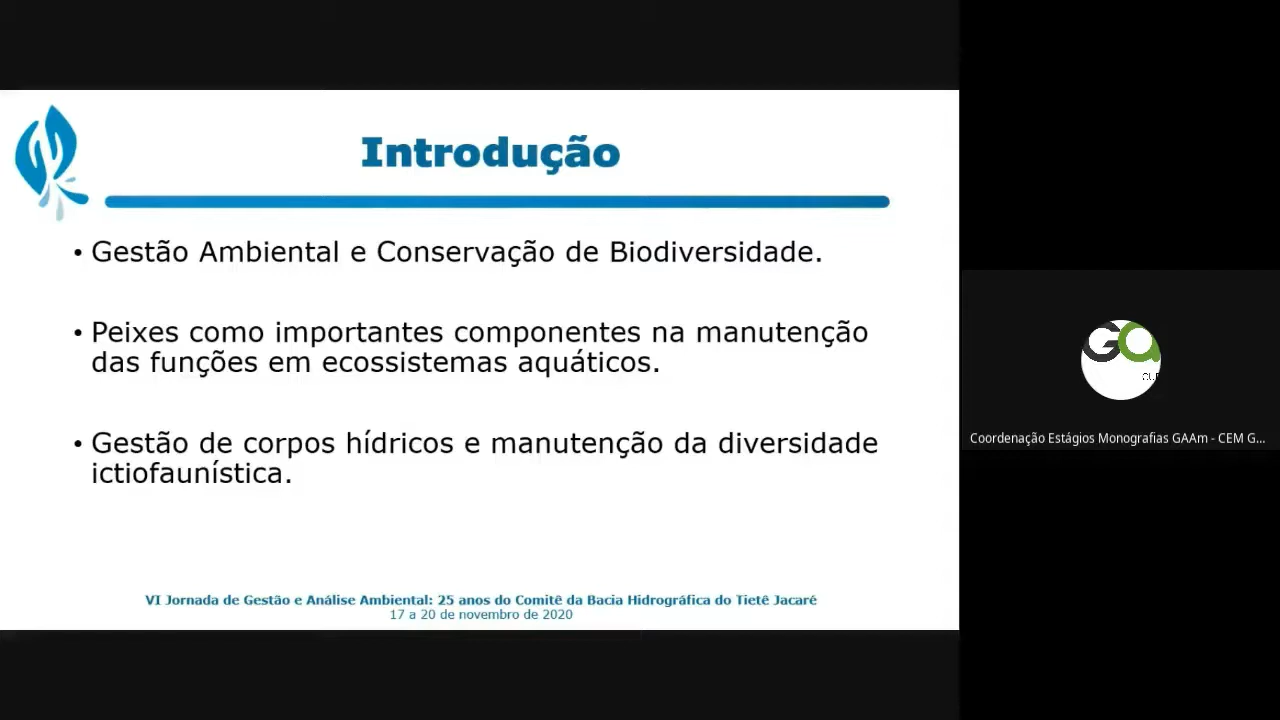 Introdução
• Gestão Ambiental e Conservação de Biodiversidade.
• Peixes como importantes componentes na manutenção
das funções em ecossistemas aquáticos.
• Gestão de corpos hídricos e manutenção da diversidade
ictiofaunística.
VI Jornada de Gestão e Análise Ambiental: 25 anos do Comitê da Bacia Hidrográfica do Tietê Jacaré
17 a 20 de novembro de 2020
Coordenação Estágios Monografias GAAm - CEM G...